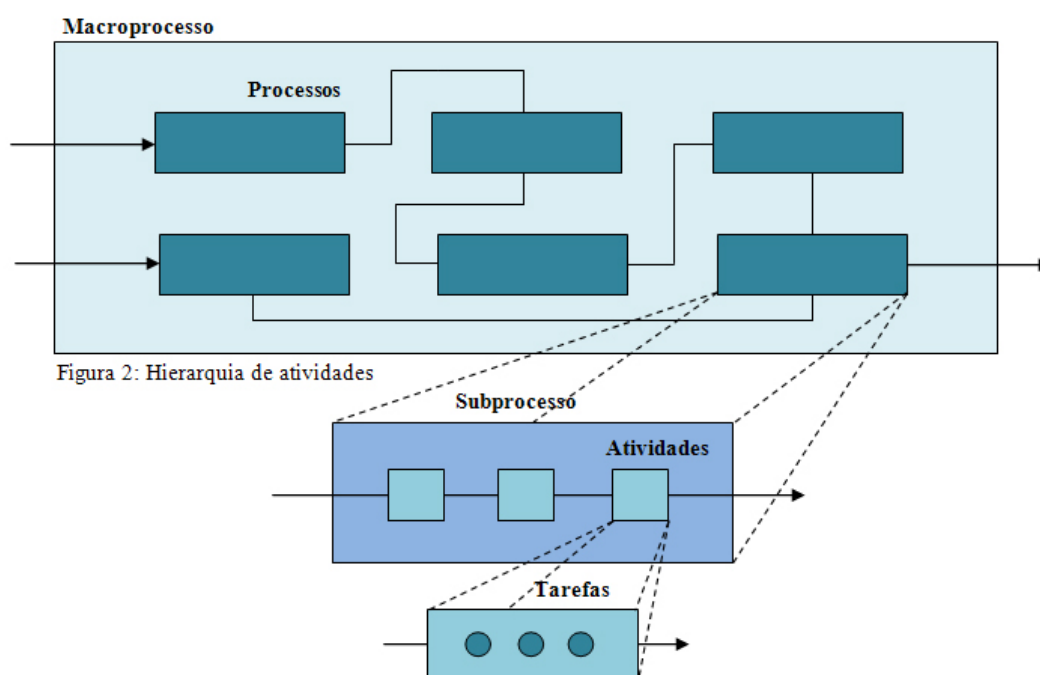 Macroprocesso
Processos
Figura 2: Hierarquia de atividades
Subprocesso
Atividades
Tarefas